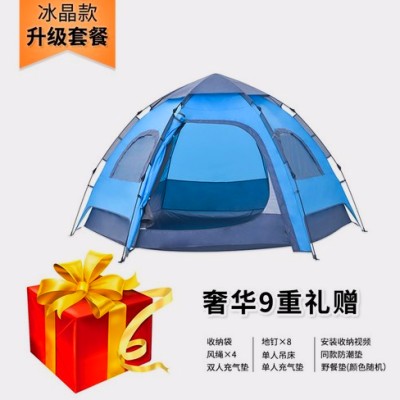 冰晶款
升级套餐
奢华9重礼赠
收纳袋 地钉×8 安装收纳视频
风绳×4 单人吊床 同款防潮垫
双人充气垫 单人充气垫 野餐垫(颜色随机)